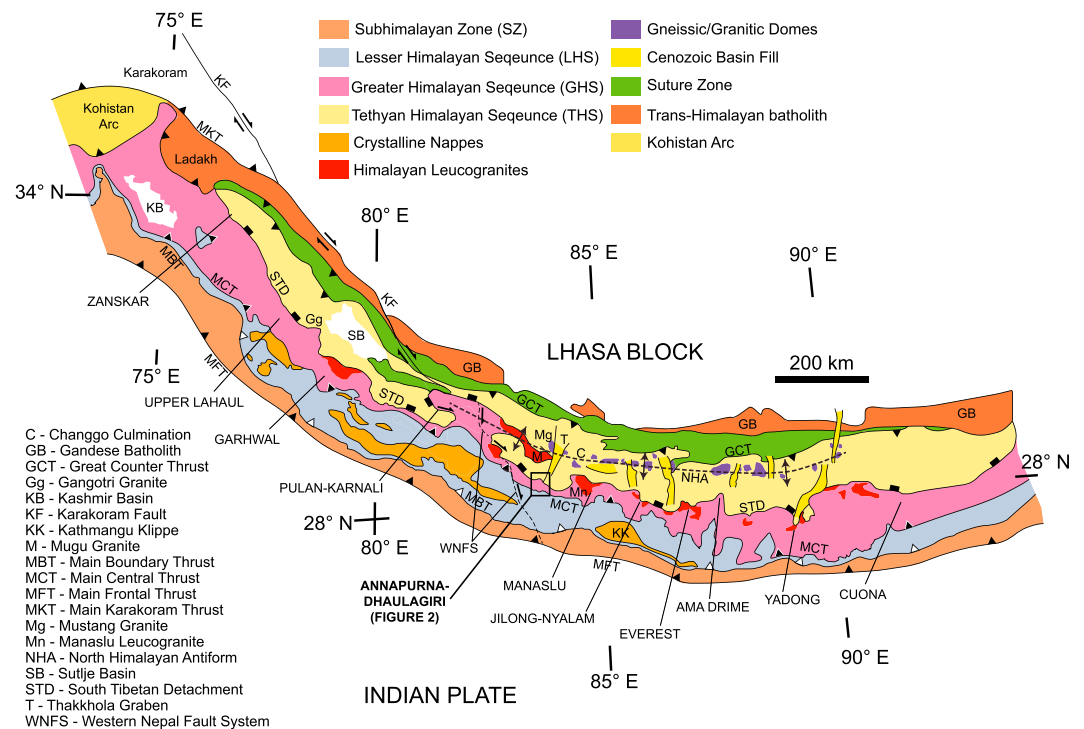 75° E
Karakoram
KF
MKT
Kohistan
Arc
Ladakh
34° N
KB
MBT
MCT
STD
ZANSKAR
Gg
SB
KF
80° E
85° E
90° E
Subhimalayan Zone (SZ)
Lesser Himalayan Seqeunce (LHS)
Greater Himalayan Seqeunce (GHS)
Tethyan Himalayan Seqeunce (THS)
Crystalline Nappes
Himalayan Leucogranites
Gneissic/Granitic Domes
Cenozoic Basin Fill
Suture Zone
Trans-Himalayan batholith
Kohistan Arc
LHASA BLOCK
200 km
75° E
MFT
UPPER LAHAUL
GARHWAL
STD
GB
GCT
GB
GB
Mg
T
M
C
GCT
NHA
Mn
STD
28° N
PULAN-KARNALI
MBT
MCT
KK
MCT
28° N
80° E
WNFS
MFT
ANNAPURNA-
DHAULAGIRI
(FIGURE 2)
MANASLU
JILONG-NYALAM
EVEREST
AMA DRIME
YADONG
CUONA
85° E
90° E
INDIAN PLATE
C - Changgo Culmination
GB - Gandese Batholith
GCT - Great Counter Thrust
Gg - Gangotri Granite
KB - Kashmir Basin
KF - Karakoram Fault
KK - Kathmangu Klippe
M - Mugu Granite
MBT - Main Boundary Thrust
MCT - Main Central Thrust
MFT - Main Frontal Thrust
MKT - Main Karakoram Thrust
Mg - Mustang Granite
Mn - Manaslu Leucogranite
NHA - North Himalayan Antiform
SB - Sutlje Basin
STD - South Tibetan Detachment
T - Thakkhola Graben
WNFS - Western Nepal Fault System